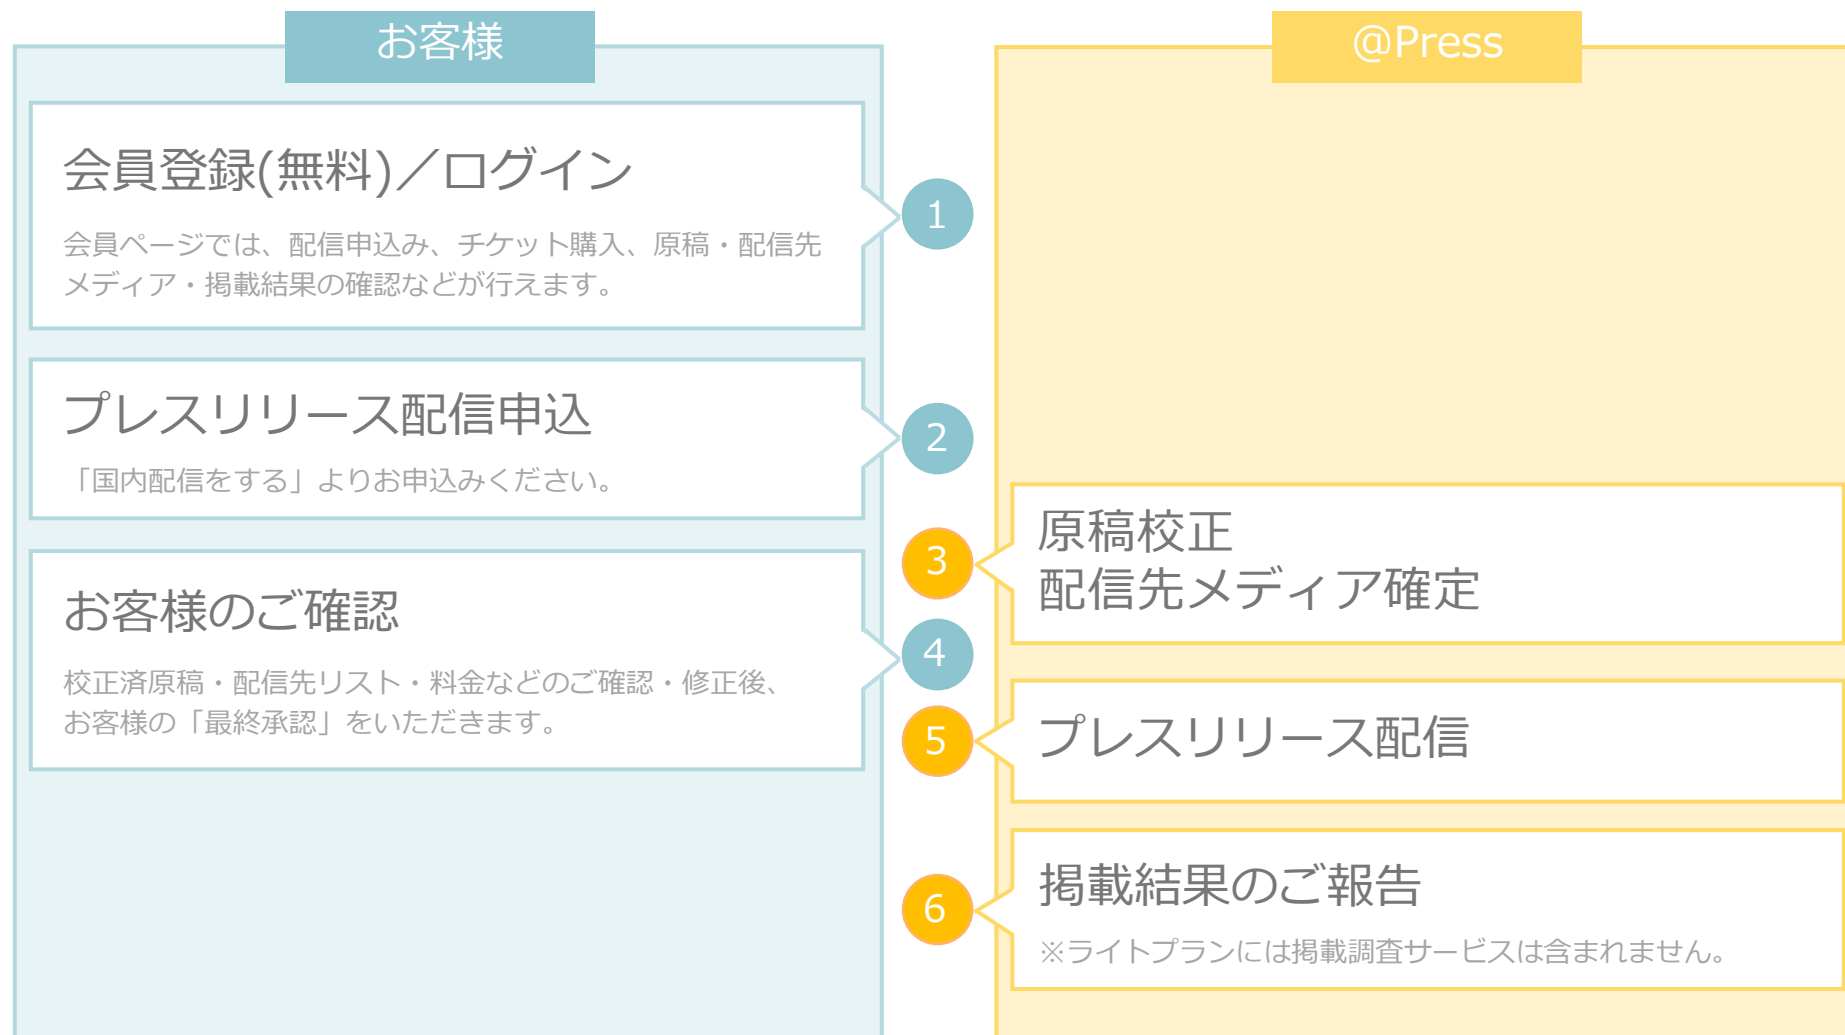 お客様
@Press
会員登録(無料)／ログイン
会員ページでは、配信申込み、チケット購入、原稿・配信先
メディア・掲載結果の確認などが行えます。
1
プレスリリース配信申込
「国内配信をする」よりお申込みください。
2
3
原稿校正
配信先メディア確定
お客様のご確認
校正済原稿・配信先リスト・料金などのご確認・修正後、
お客様の「最終承認」をいただきます。
4
5
プレスリリース配信
6
掲載結果のご報告
※ライトプランには掲載調査サービスは含まれません。